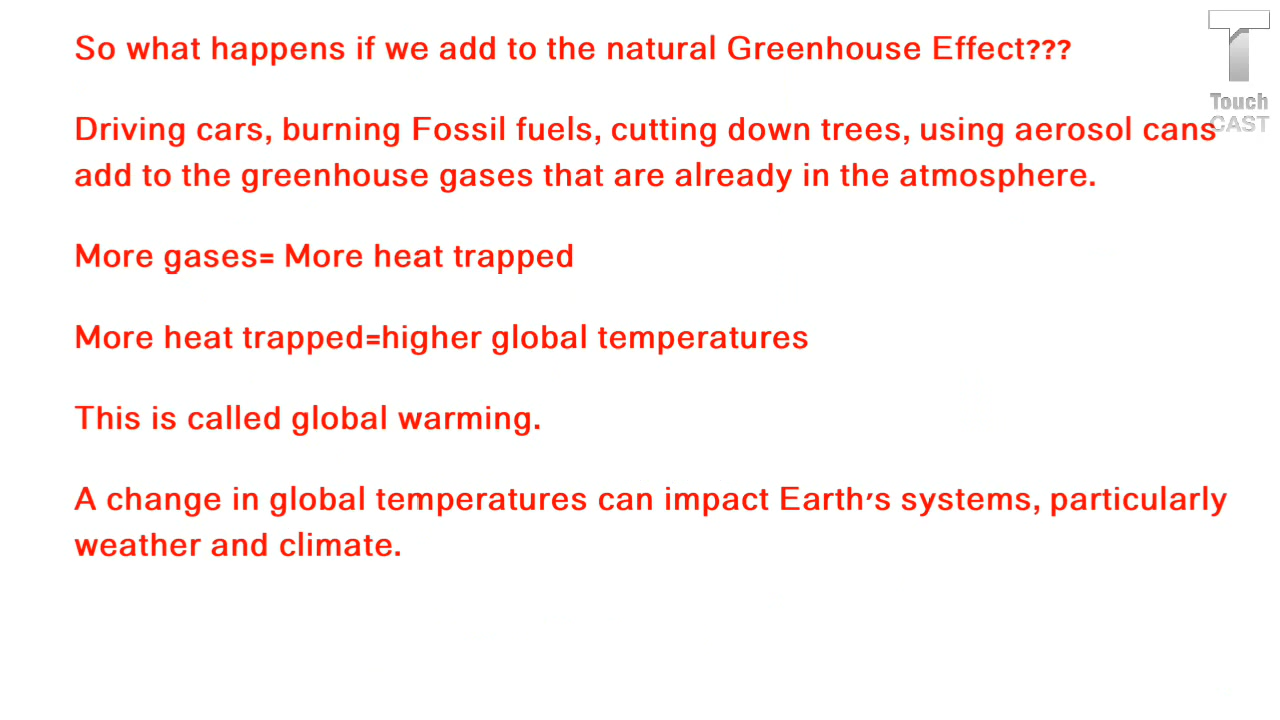 So what happens if we add to the natural Greenhouse Effect???
Driving cars, burning Fossil fuels, cutting down trees, using aerosol cans
add to the greenhouse gases that are already in the atmosphere.
More gases= More heat trapped
More heat trapped=higher global temperatures
This is called global warming.
A change in global temperatures can impact Earth's systems, particularly
weather and climate.
Touch
CAST